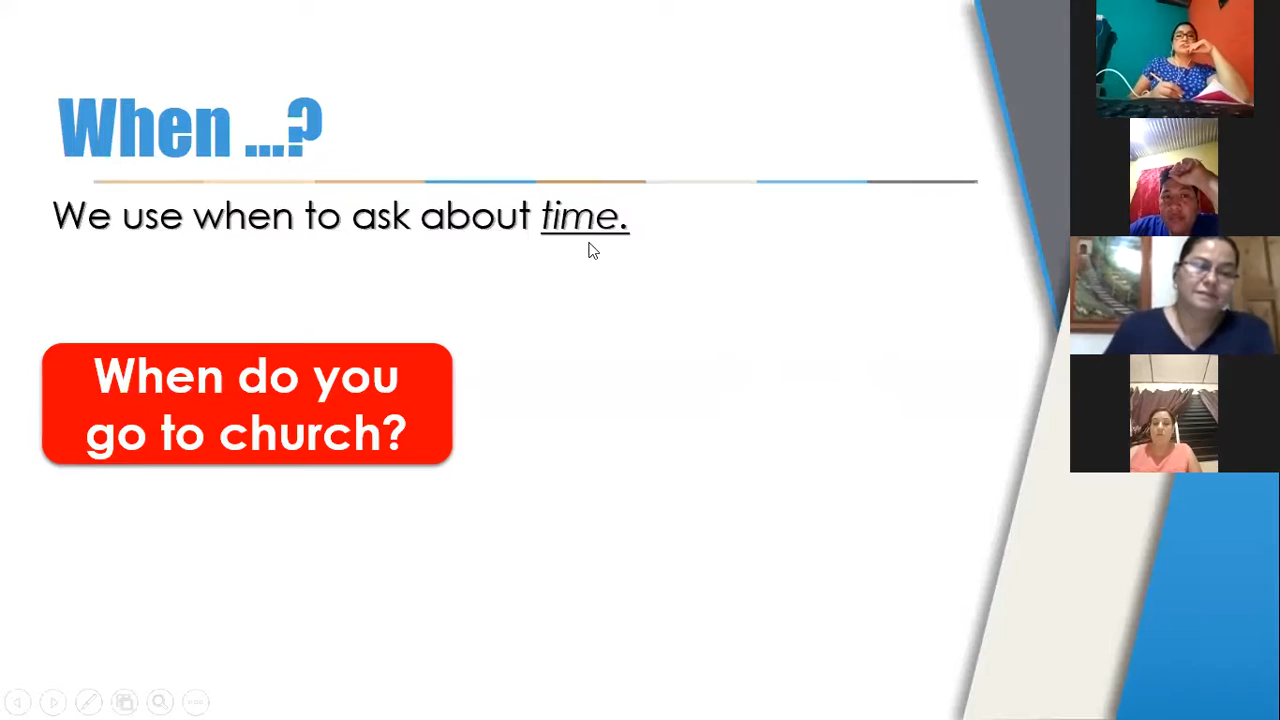 When ...?
We use when to ask about time.
When do you
go to church?